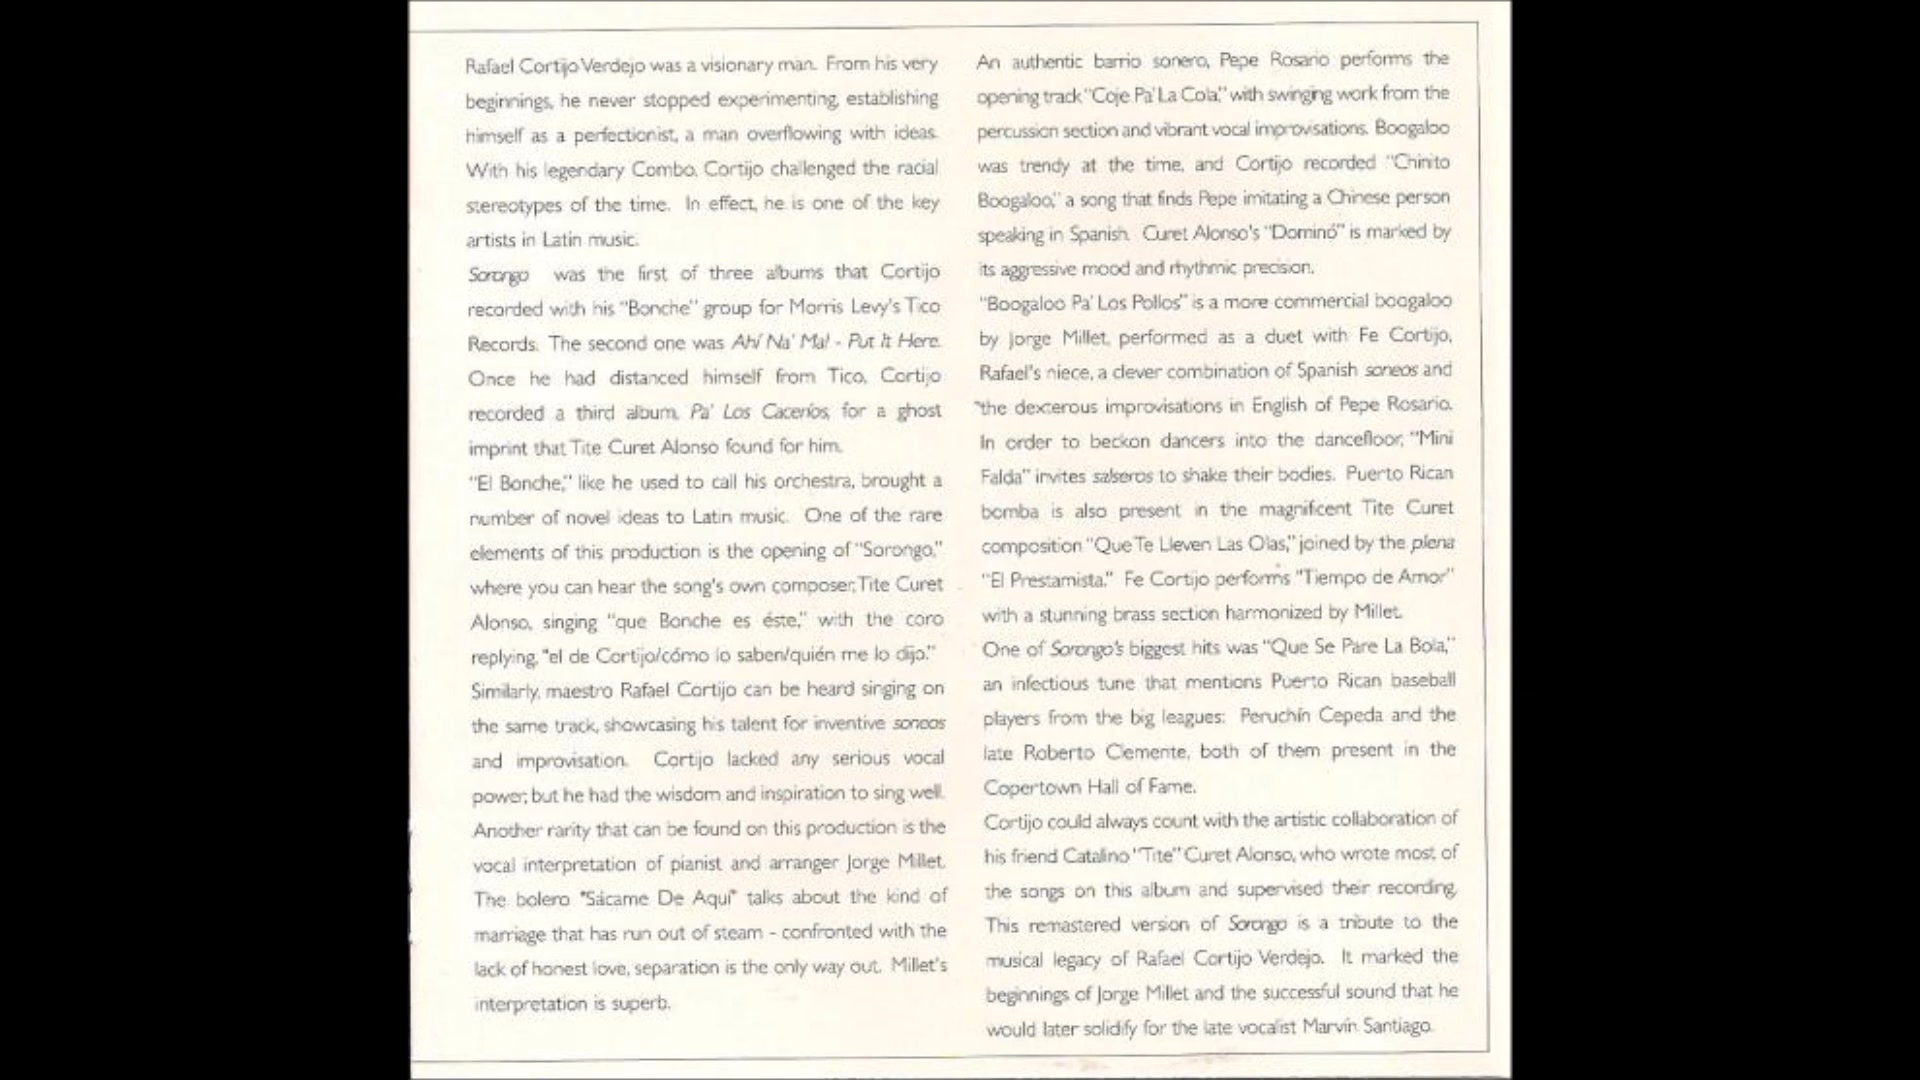 Rafael Cortijo Verdejo was a visionary man. From his very
beginnings, he never stopped experimenting, establishing
himself as a perfectionist, a man overflowing with ideas.
With his legendary Combo, Cortijo challenged the racial
stereotypes of the time. In effect, he is one of the key
artists in Latin music.
Sorongo was the first of three albums that Cortijo
recorded with his "Bonche" group for Morris Levy's Tico
Records. The second one was Ahí Na' Ma! - Put It Here.
Once he had distanced himself from Tico, Cortijo
recorded a third album, Pa' Los Caceríos, for a ghost
imprint that Tite Curet Alonso found for him.
"El Bonche," like he used to call his orchestra, brought a
number of novel ideas to Latin music. One of the rare
elements of this production is the opening of "Sorongo,"
where you can hear the song's own composer, Tite Curet
Alonso, singing "que Bonche es éste," with the coro
replying, "el de Cortijo/cómo lo saben/quién me lo dijo."
Similarly, maestro Rafael Cortijo can be heard singing on
the same track, showcasing his talent for inventive soneos
and improvisation. Cortijo lacked any serious vocal
power, but he had the wisdom and inspiration to sing well.
Another rarity that can be found on this production is the
vocal interpretation of pianist and arranger Jorge Millet.
The bolero "Sácame De Aquí" talks about the kind of
marriage that has run out of steam - confronted with the
lack of honest love, separation is the only way out. Millet's
interpretation is superb.
An authentic barrio sonero, Pepe Rosario performs the
opening track "Coje Pa' La Cola," with swinging work from the
percussion section and vibrant vocal improvisations. Boogaloo
was trendy at the time, and Cortijo recorded "Chinito
Boogaloo," a song that finds Pepe imitating a Chinese person
speaking in Spanish. Curet Alonso's "Dominó" is marked by
its aggressive mood and rhythmic precision.
"Boogaloo Pa' Los Pollos" is a more commercial boogaloo
by Jorge Millet, performed as a duet with Fe Cortijo,
Rafael's niece, a clever combination of Spanish soneos and
the dexterous improvisations in English of Pepe Rosario.
In order to beckon dancers into the dancefloor, "Mini
Falda" invites salseros to shake their bodies. Puerto Rican
bomba is also present in the magnificent Tite Curet
composition "Que Te Lleven Las Olas," joined by the plena
"El Prestamista." Fe Cortijo performs "Tiempo de Amor"
with a stunning brass section harmonized by Millet.
One of Sorongo's biggest hits was "Que Se Pare La Bola,"
an infectious tune that mentions Puerto Rican baseball
players from the big leagues: Peruchín Cepeda and the
late Roberto Clemente, both of them present in the
Copertown Hall of Fame.
Cortijo could always count with the artistic collaboration of
his friend Catalino "Tite" Curet Alonso, who wrote most of
the songs on this album and supervised their recording.
This remastered version of Sorongo is a tribute to the
musical legacy of Rafael Cortijo Verdejo. It marked the
beginnings of Jorge Millet and the successful sound that he
would later solidify for the late vocalist Marvín Santiago.